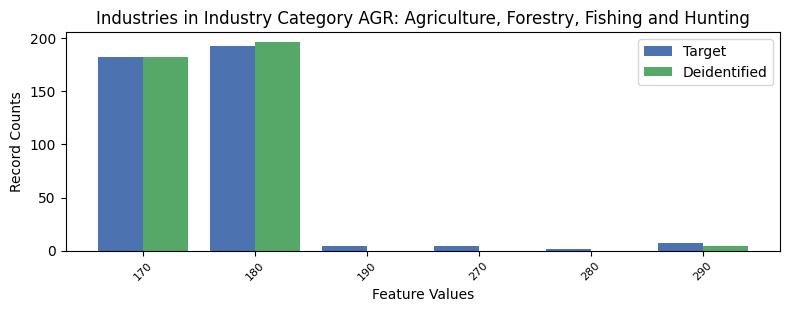 Industries in Industry Category AGR: Agriculture, Forestry, Fishing and Hunting
200
150
100
50
0
Record Counts
Target
Deidentified
170
180
190
270
280
290
Feature Values